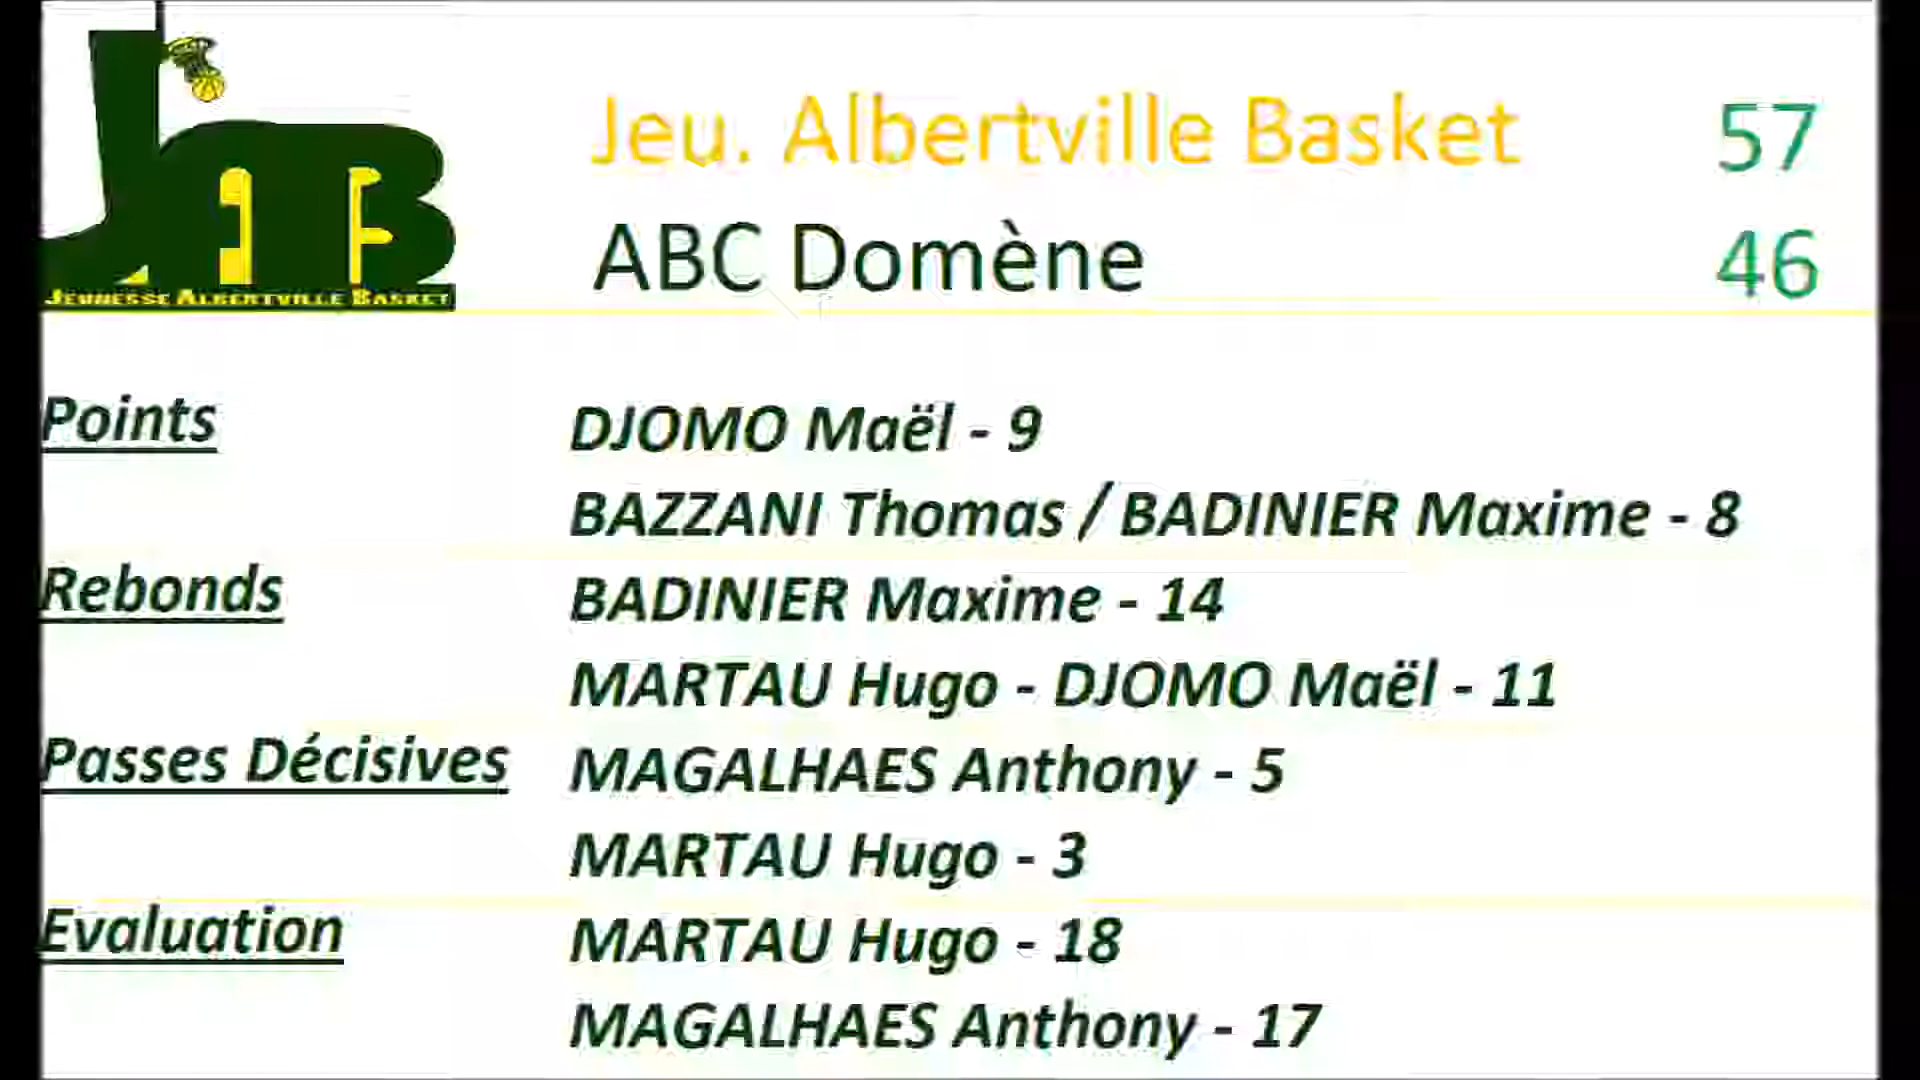 JEUNESSE ALBERTVILLE BASKET
Jeu. Albertville Basket 57
ABC Domène 46
Points DJOMO Maël - 9
BAZZANI Thomas / BADINIER Maxime - 8
Rebonds BADINIER Maxime - 14
MARTAU Hugo - DJOMO Maël - 11
Passes Décisives MAGALHAES Anthony - 5
MARTAU Hugo - 3
Evaluation MARTAU Hugo - 18
MAGALHAES Anthony - 17